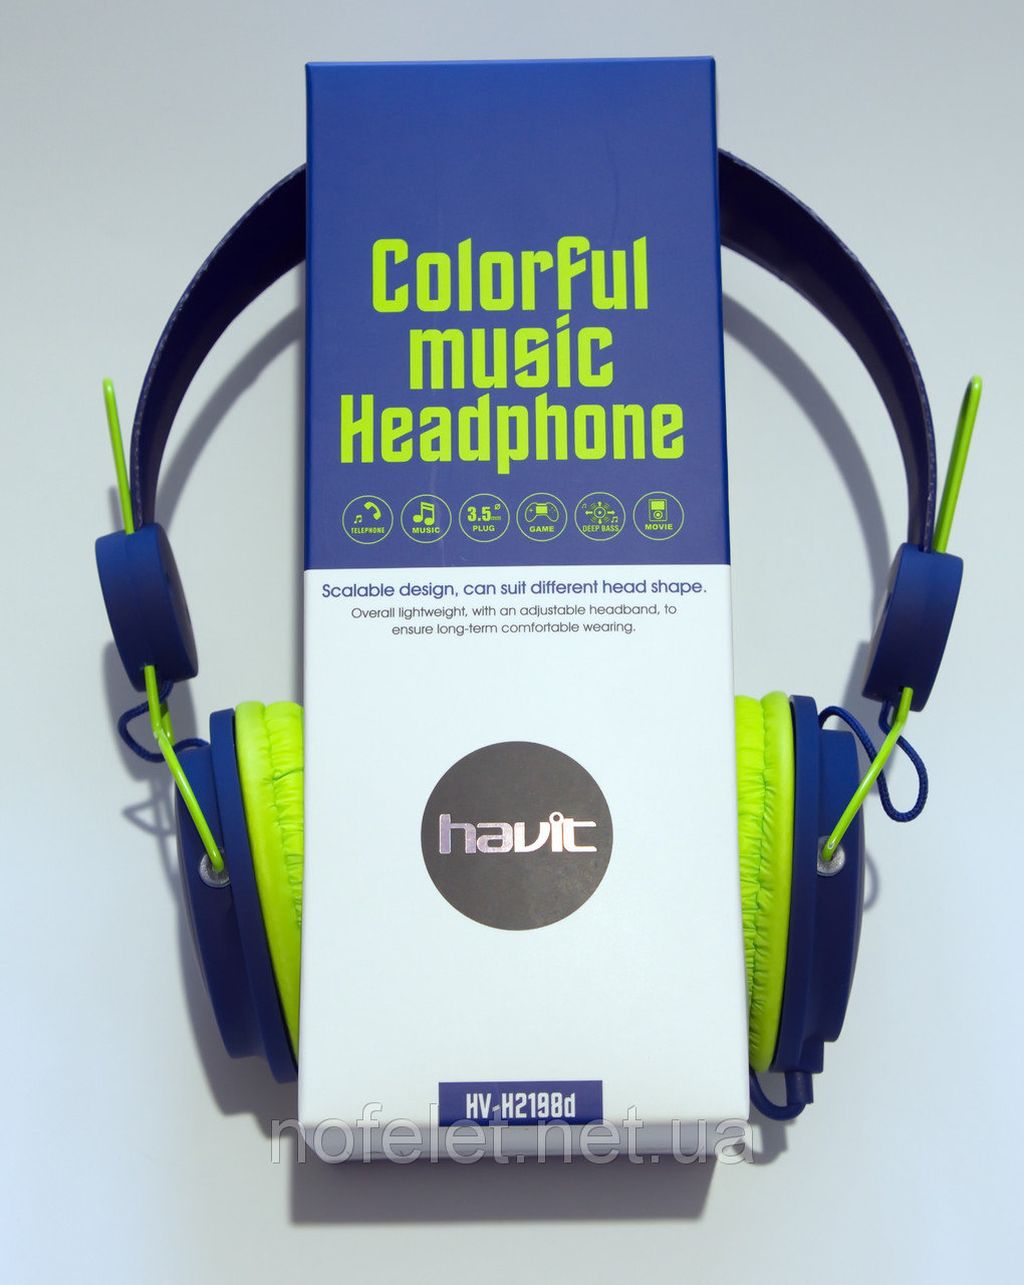 Colorful
music
Headphone
TELEPHONE
MUSIC
3.5mm Ø
PLUG
GAME
DEEP BASS
MOVIE
Scalable design, can suit different head shape.
Overall lightweight, with an adjustable headband, to
ensure long-term comfortable wearing.
havit
HV-H2198d
nofelet.net.ua